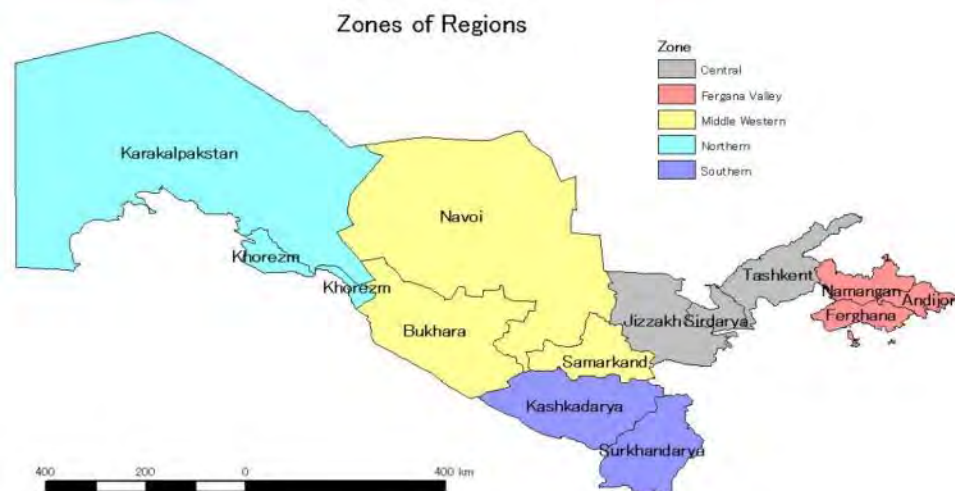 Zones of Regions
Zone
Central
Fergana Valley
Middle Western
Northern
Southern
Karakalpakstan
Navoi
Khorezm
Khorezm
Tashkent
Namangan
Andijon
Ferghana
Bukhara
Jizzakh
Sirdarya
Samarkand
Kashkadarya
Surkhandarya
400 200 0 400 km